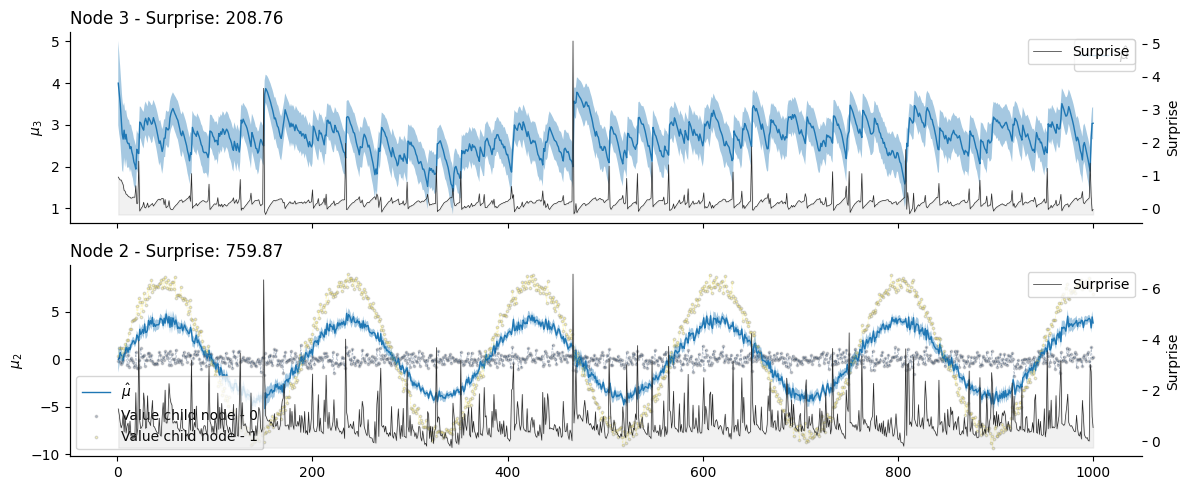 Node 3 - Surprise: 208.76
5
4
3
2
1
μ3
Surprise
μ̂
5
4
3
2
1
0
Surprise
Node 2 - Surprise: 759.87
5
0
−5
−10
μ2
μ̂
Value child node - 0
Value child node - 1
Surprise
6
4
2
0
Surprise
0
200
400
600
800
1000